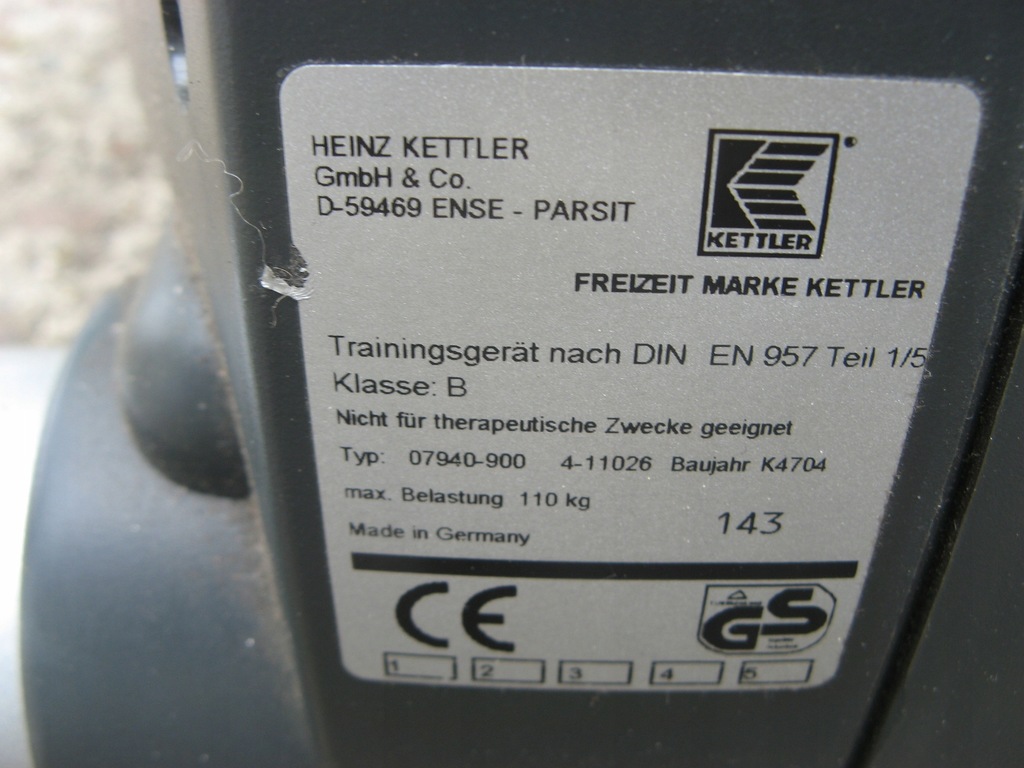 HEINZ KETTLER
GmbH & Co.
D-59469 ENSE - PARSIT
KETTLER
FREIZEIT MARKE KETTLER
Trainingsgerät nach DIN EN 957 Teil 1/5
Klasse: B
Nicht für therapeutische Zwecke geeignet
Typ: 07940-900 4-11026 Baujahr K4704
max. Belastung 110 kg
143
Made in Germany
CE
GS
1 2 3 4 5